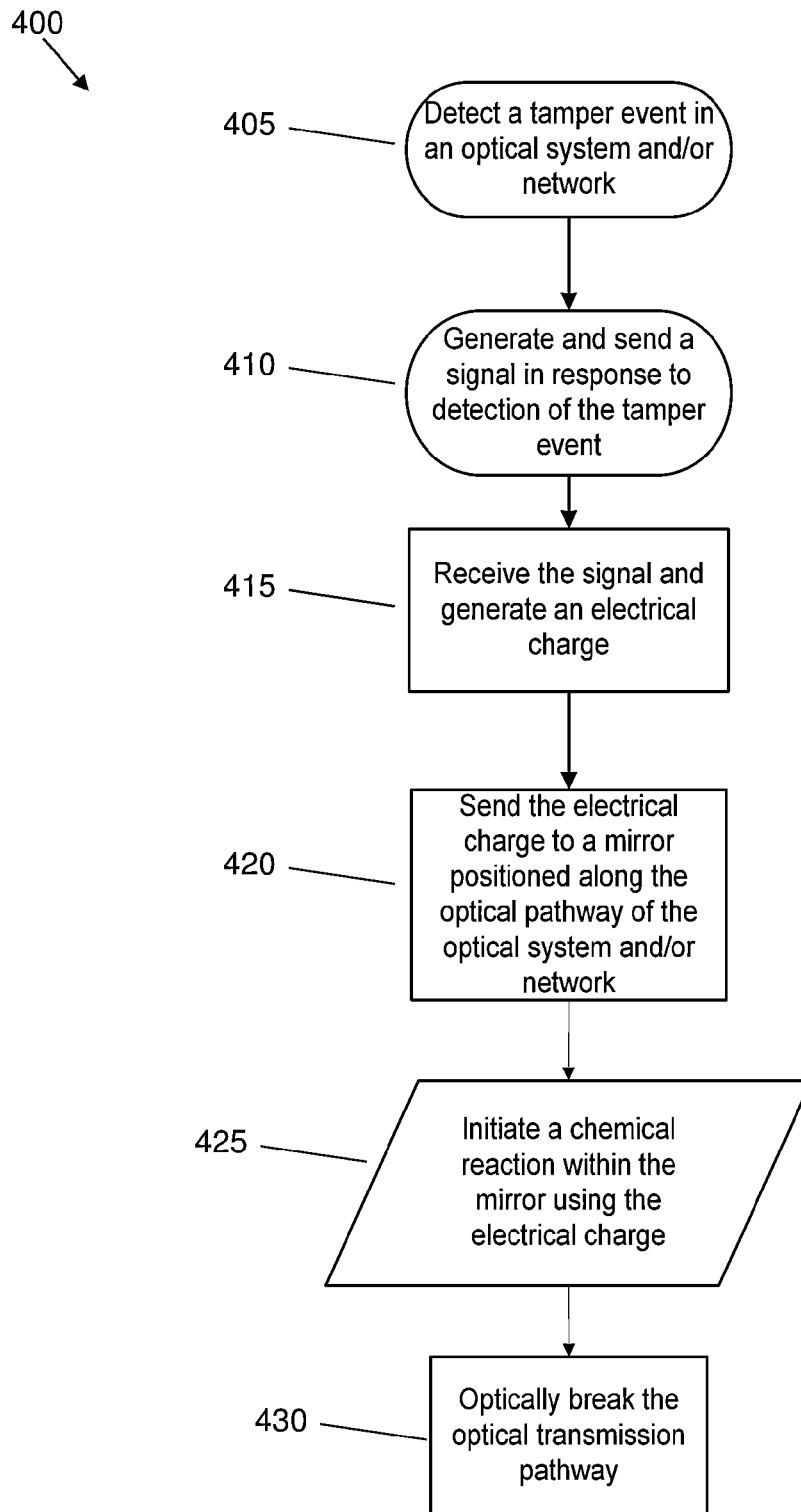 400
405
Detect a tamper event in
an optical system and/or
network
410
Generate and send a
signal in response to
detection of the tamper
event
415
Receive the signal and
generate an electrical
charge
420
Send the electrical
charge to a mirror
positioned along the
optical pathway of the
optical system and/or
network
425
Initiate a chemical
reaction within the
mirror using the
electrical charge
430
Optically break the
optical transmission
pathway